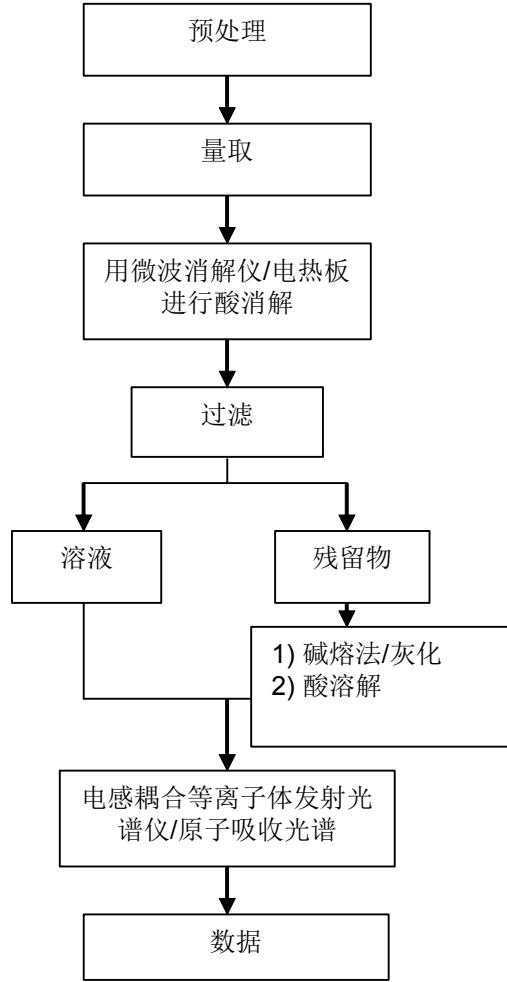 预处理
量取
用微波消解仪/电热板
进行酸消解
过滤
溶液
残留物
1) 碱熔法/灰化
2) 酸溶解
电感耦合等离子体发射光
谱仪/原子吸收光谱
数据